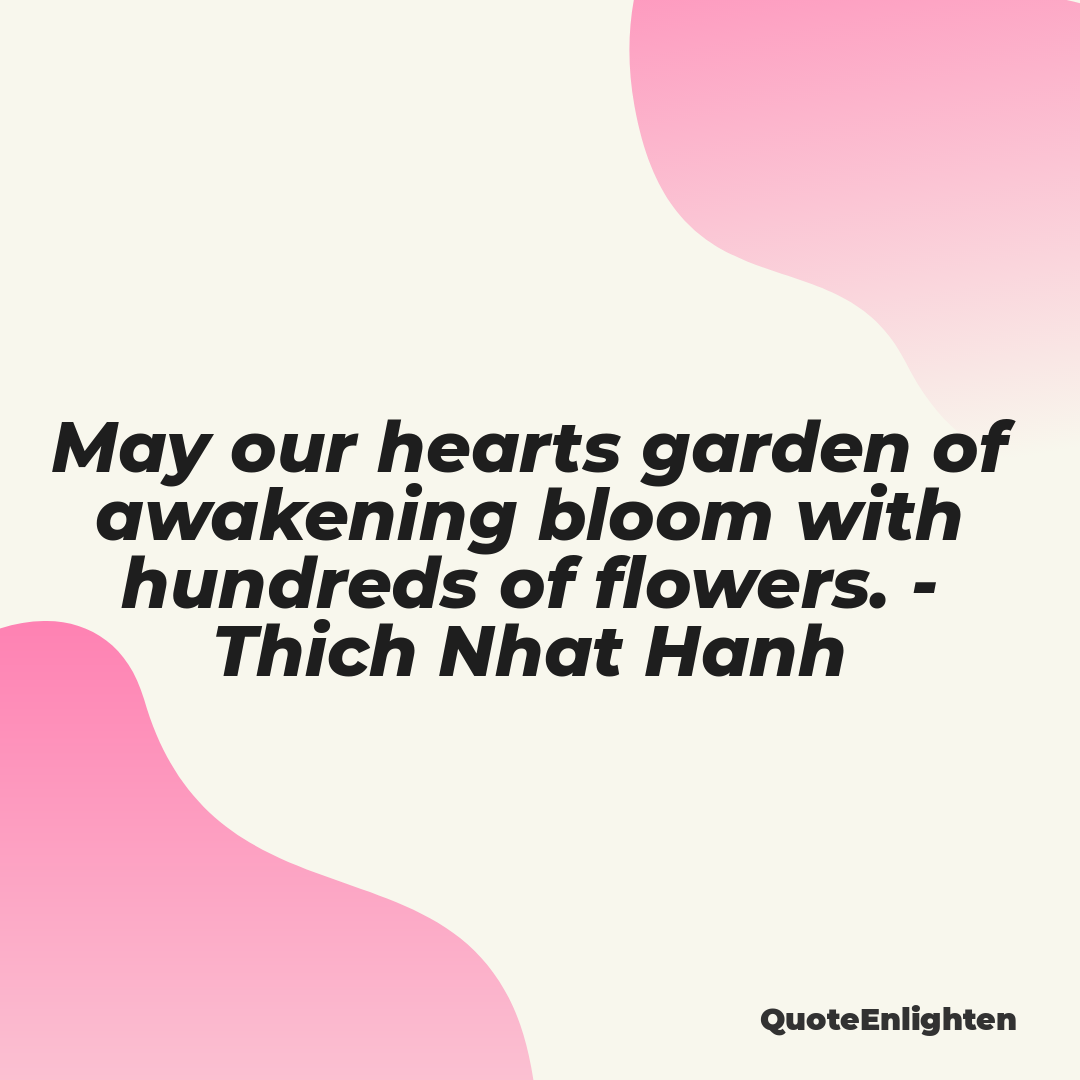 May our hearts garden of
awakening bloom with
hundreds of flowers. -
Thich Nhat Hanh
QuoteEnlighten